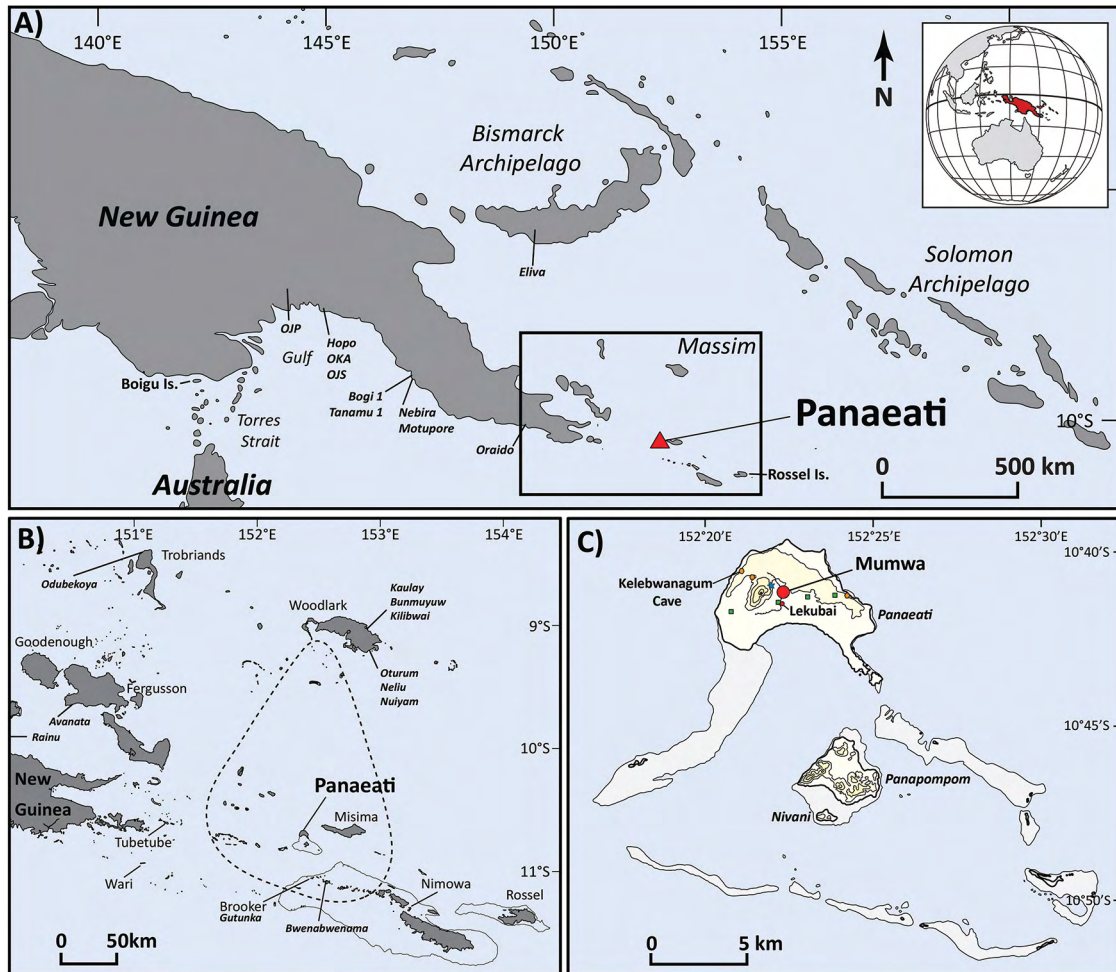 A)
140°E
145°E
150°E
155°E
N
Bismarck
Archipelago
New Guinea
Eliva
Solomon
Archipelago
OJP
Gulf
Hopo
OKA
OJS
Massim
Boigu Is.
Bogi 1
Tanamu 1
Nebira
Motupore
Torres
Strait
Oraido
Panaeati
10°S
Rossel Is.
Australia
0 500 km
B)
151°E
152°E
153°E
154°E
Trobriands
Odubekoya
Kaulay
Bunmuyuw
Kilibwai
Woodlark
9°S
Goodenough
Oturum
Neliu
Nuiyam
Fergusson
Avanata
Rainu
10°S
New
Guinea
Panaeati
Misima
Tubetube
11°S
Wari
Nimowa
Rossel
Brooker
Gutunka
Bwenabwenama
0 50km
C)
152°20'E
152°25'E
152°30'E
10°40'S
Kelebwanagum
Cave
Mumwa
Lekubai
Panaeati
10°45'S
Panapompom
Nivani
10°50'S
0 5 km